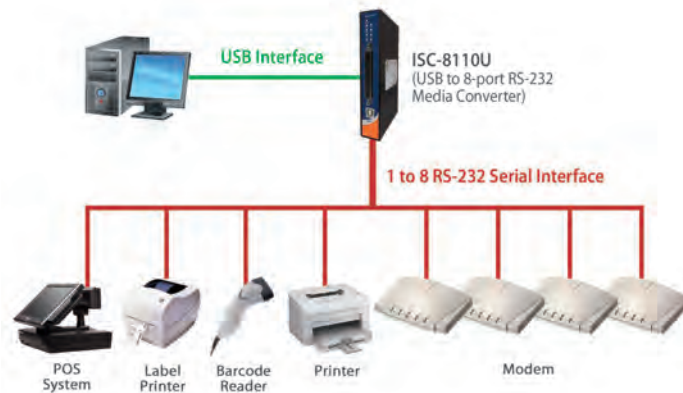 USB Interface
ISC-8110U
(USB to 8-port RS-232
Media Converter)
1 to 8 RS-232 Serial Interface
POS
System
Label
Printer
Barcode
Reader
Printer
Modem